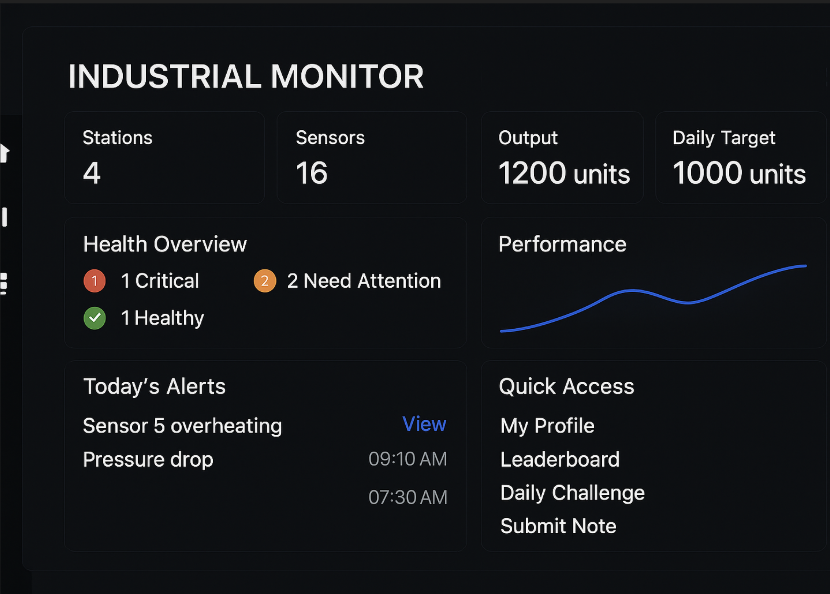 INDUSTRIAL MONITOR
Stations
4
Sensors
16
Output
1200 units
Daily Target
1000 units
Health Overview
1 1 Critical
2 2 Need Attention
1 Healthy
Performance
Today’s Alerts
Sensor 5 overheating View
Pressure drop 09:10 AM
07:30 AM
Quick Access
My Profile
Leaderboard
Daily Challenge
Submit Note